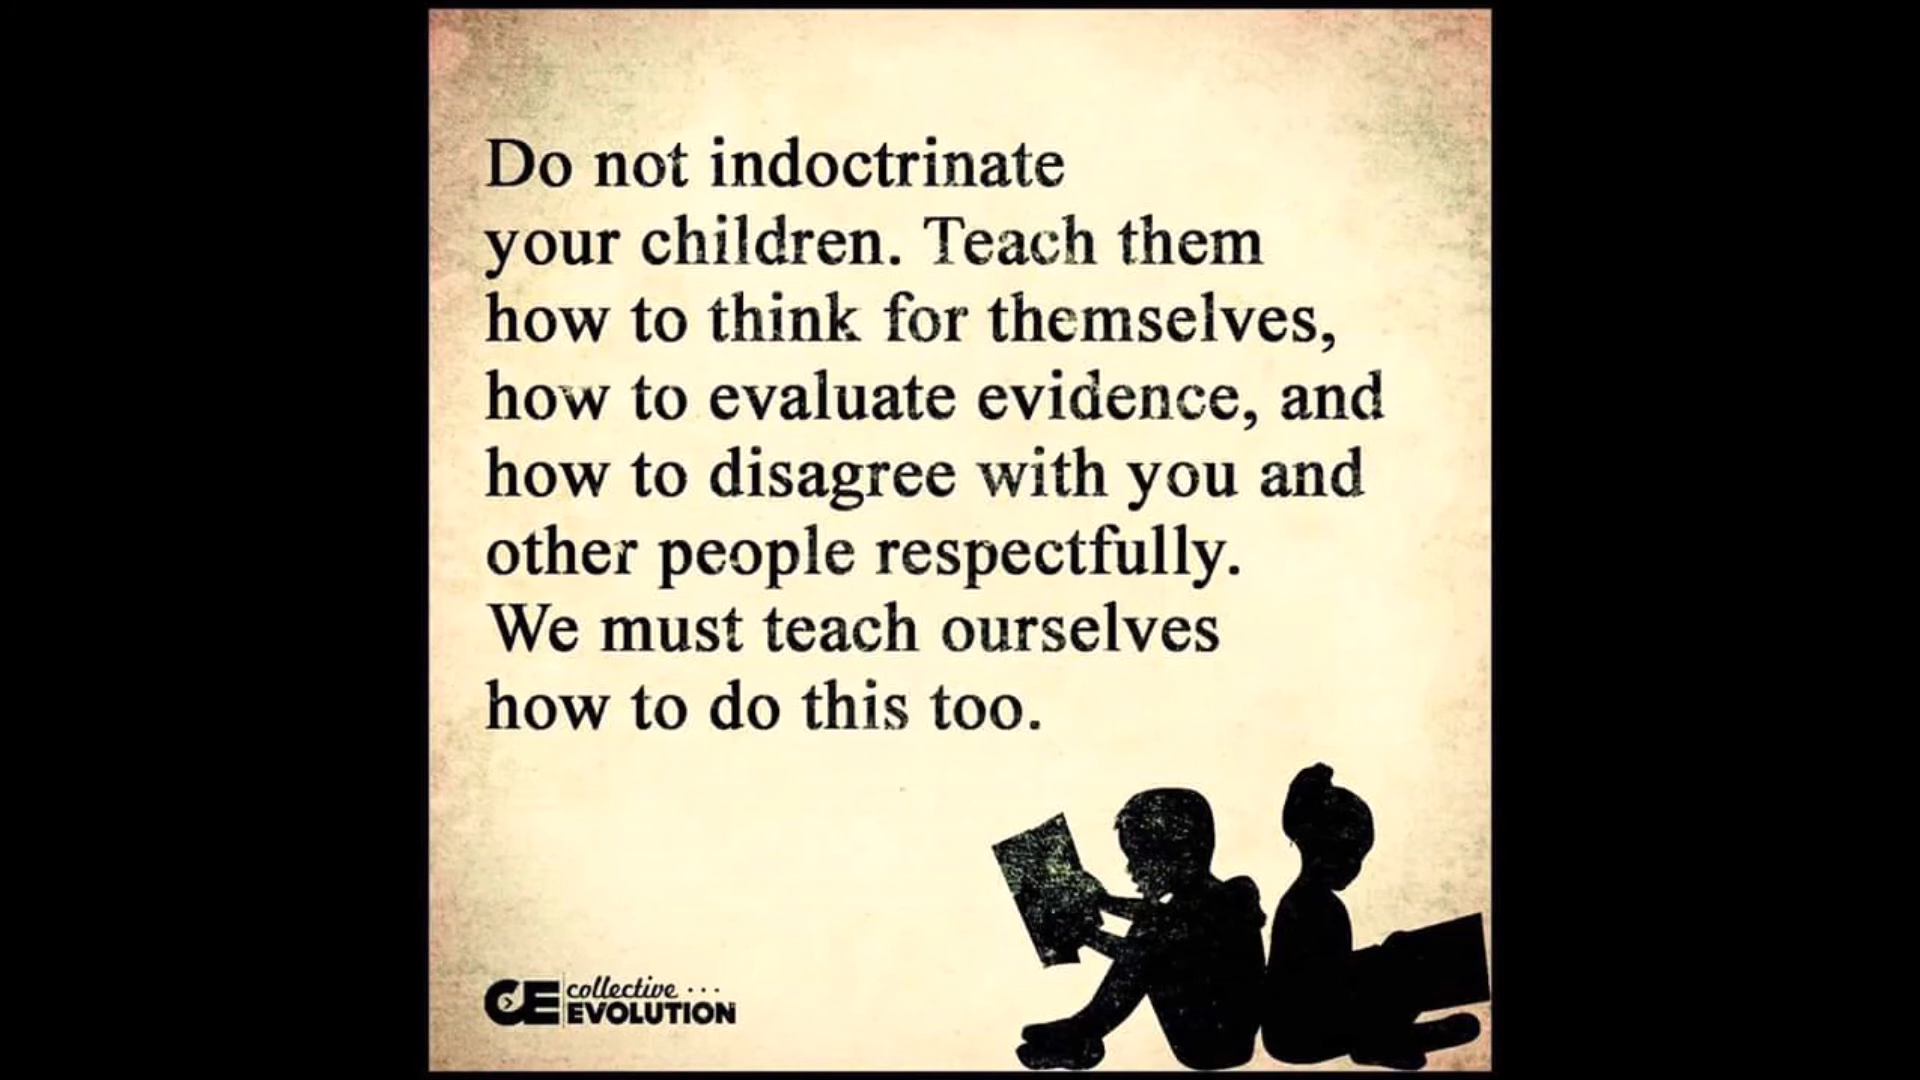 Do not indoctrinate
your children. Teach them
how to think for themselves,
how to evaluate evidence, and
how to disagree with you and
other people respectfully.
We must teach ourselves
how to do this too.
CE collective ...
EVOLUTION